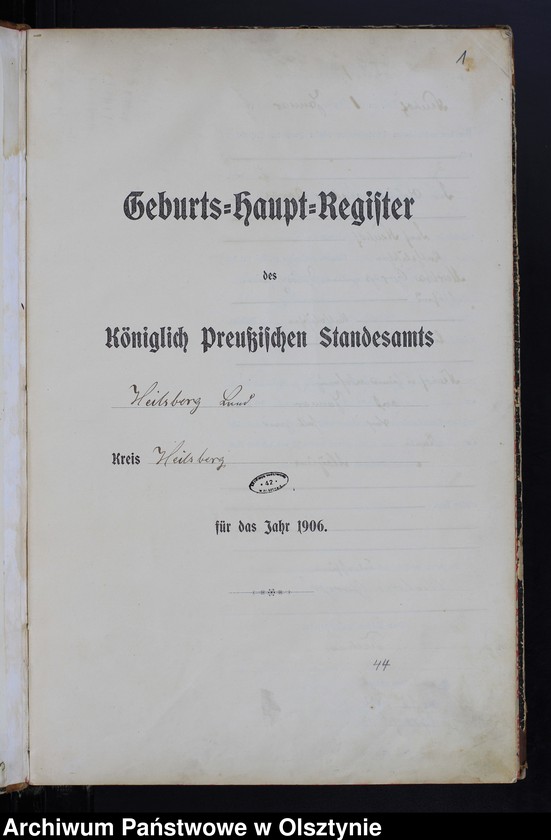 1
Geburts=Haupt=Register
des
Königlich Preußischen Standesamts
Heilsberg Land
Kreis Heilsberg
42
für das Jahr 1906.
44
Archiwum Państwowe w Olsztynie